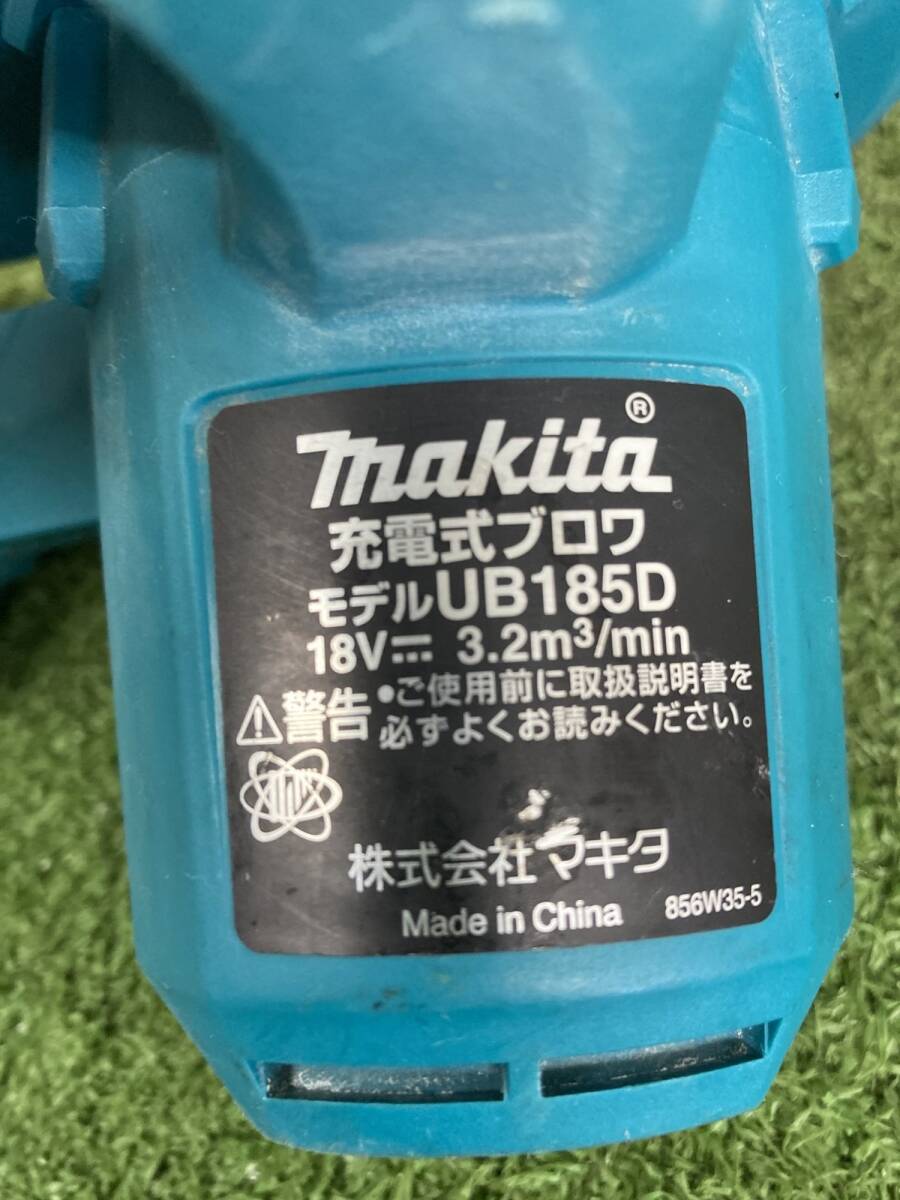 makita®
充電式ブロワ
モデルUB185D
18V⎓ 3.2m³/min
⚠警告 •ご使用前に取扱説明書を
必ずよくお読みください。
株式会社マキタ
Made in China 856W35-5